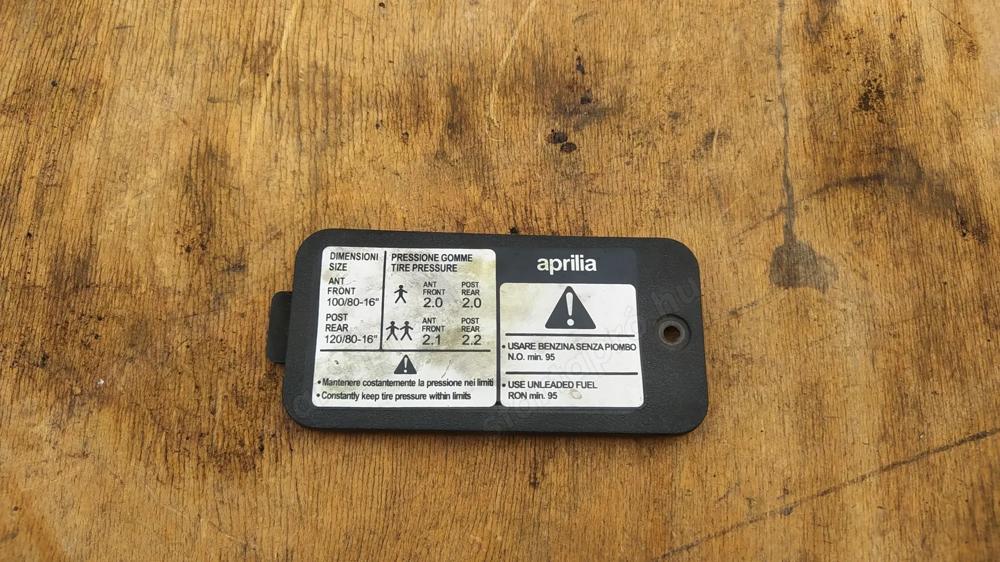 DIMENSIONI
SIZE
ANT
FRONT
100/80-16"
POST
REAR
120/80-16"
PRESSIONE GOMME
TIRE PRESSURE
ANT FRONT 2.0
POST REAR 2.0
ANT FRONT 2.1
POST REAR 2.2
• Mantenere costantemente la pressione nei limiti
• Constantly keep tire pressure within limits
aprilia
• USARE BENZINA SENZA PIOMBO
N.O. min. 95
• USE UNLEADED FUEL
RON min. 95